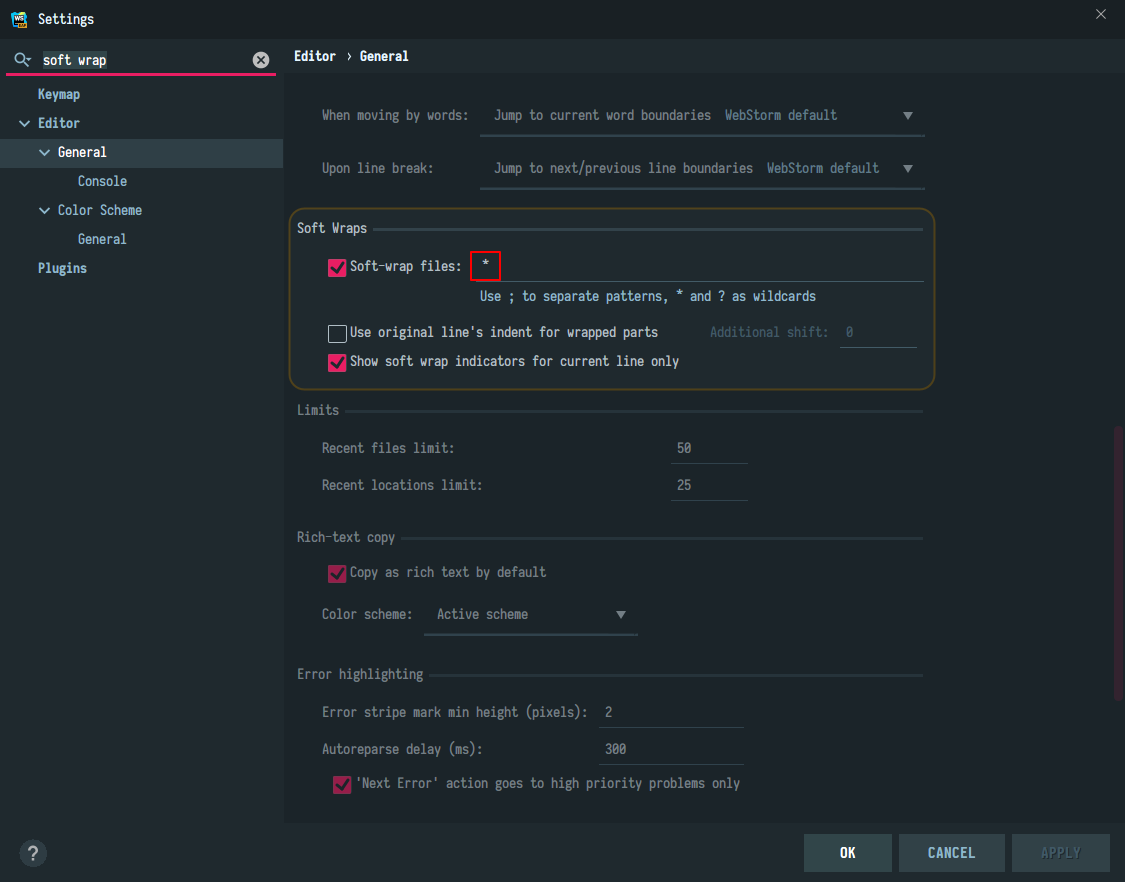 Settings
soft wrap
Keymap
Editor
General
Console
Color Scheme
General
Plugins
Editor › General
When moving by words: Jump to current word boundaries WebStorm default
Upon line break: Jump to next/previous line boundaries WebStorm default
Soft Wraps
Soft-wrap files: *
Use ; to separate patterns, * and ? as wildcards
Use original line's indent for wrapped parts Additional shift: 0
Show soft wrap indicators for current line only
Limits
Recent files limit: 50
Recent locations limit: 25
Rich-text copy
Copy as rich text by default
Color scheme: Active scheme
Error highlighting
Error stripe mark min height (pixels): 2
Autoreparse delay (ms): 300
'Next Error' action goes to high priority problems only
? OK CANCEL APPLY